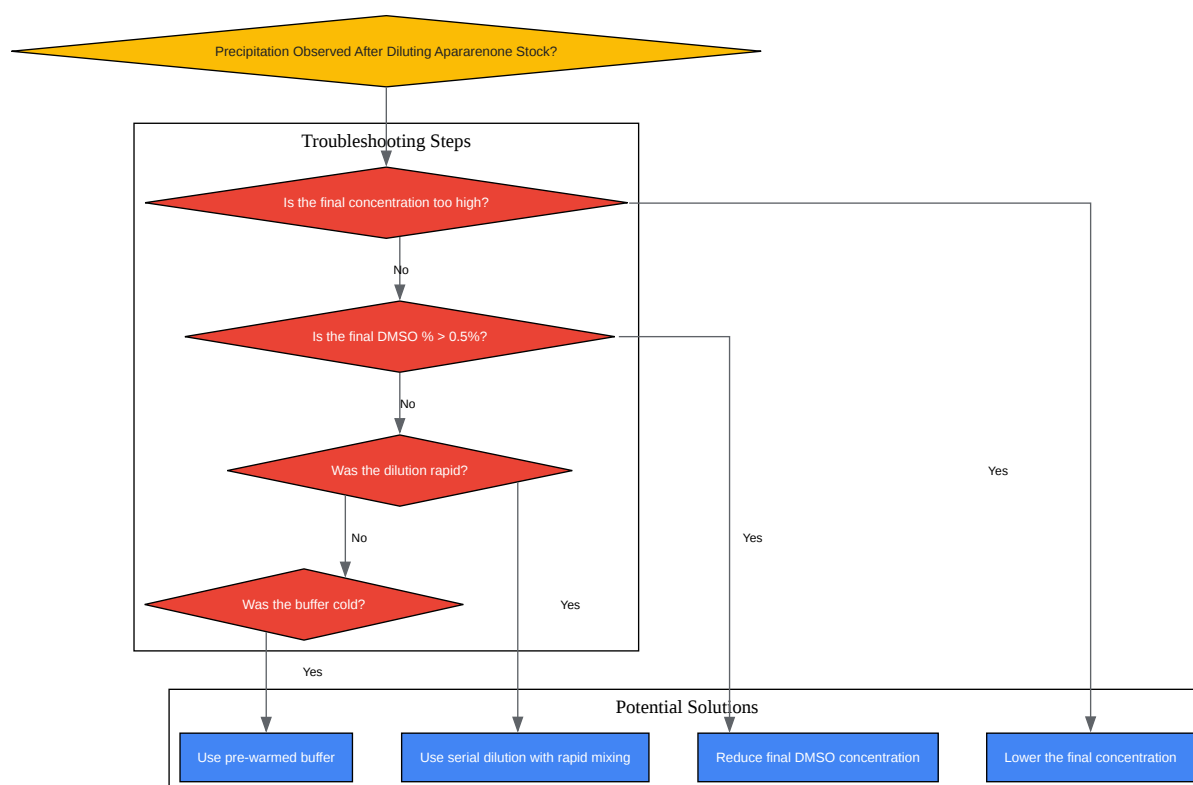 Precipitation Observed After Diluting Apararenone Stock?
Troubleshooting Steps
Is the final concentration too high?
No
Is the final DMSO % > 0.5%?
No
Was the dilution rapid?
Yes
No
Yes
Was the buffer cold?
Yes
Yes
Potential Solutions
Use pre-warmed buffer
Use serial dilution with rapid mixing
Reduce final DMSO concentration
Lower the final concentration